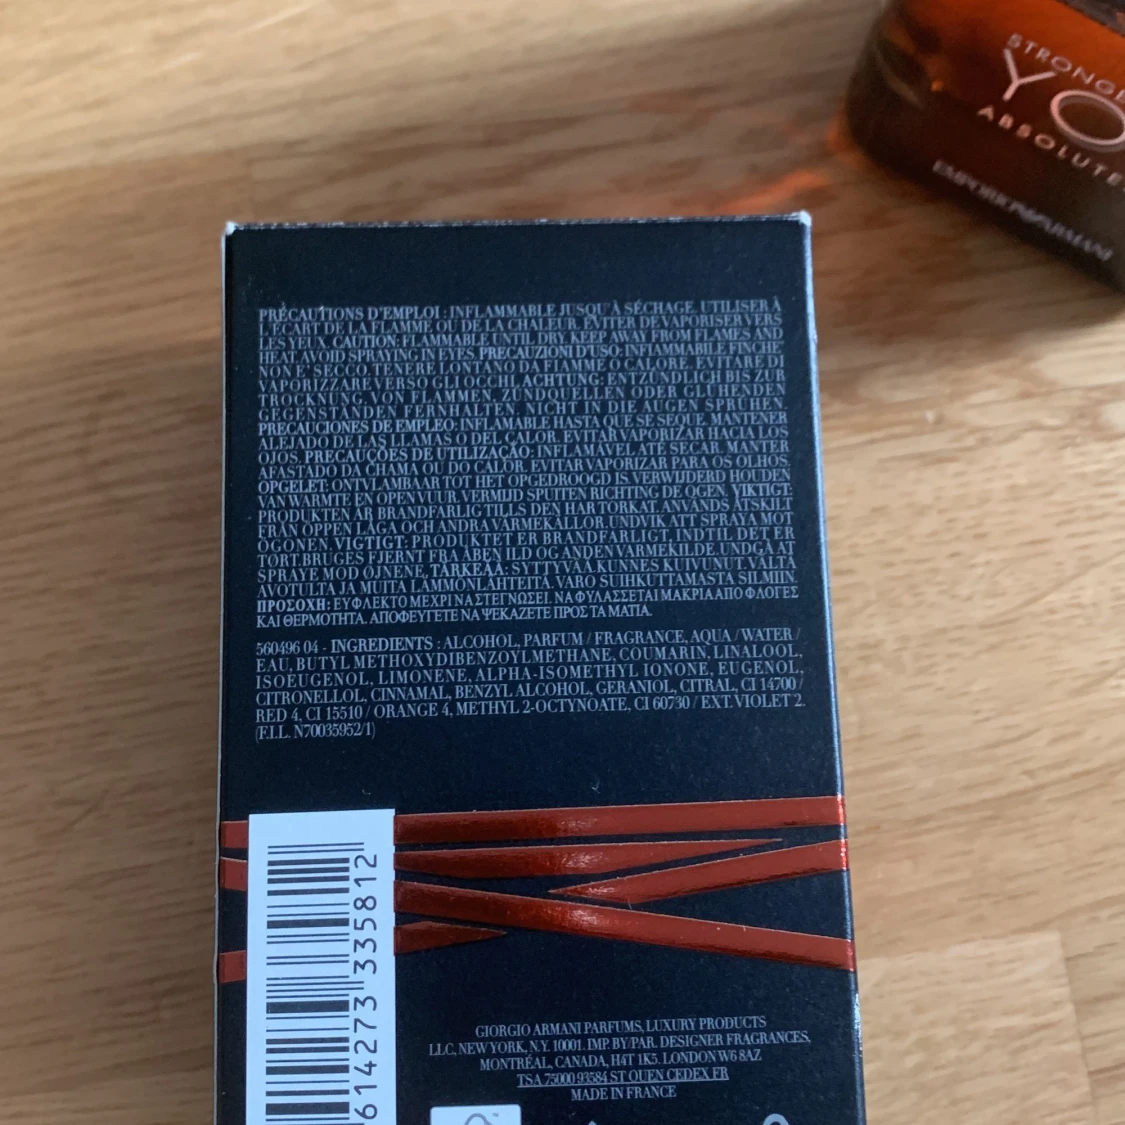 STRONGE
YO
ABSOLUTE
EMPORIO ARMANI
PRÉCAUTIONS D'EMPLOI : INFLAMMABLE JUSQU'À SÉCHAGE. UTILISER À
L'ÉCART DE LA FLAMME OU DE LA CHALEUR. ÉVITER DE VAPORISER VERS
LES YEUX. CAUTION: FLAMMABLE UNTIL DRY. KEEP AWAY FROM FLAMES AND
HEAT. AVOID SPRAYING IN EYES. PRECAUZIONI D'USO: INFIAMMABILE FINO
NON E' SECCO. TENERE LONTANO DA FIAMME O CALORE. EVITARE DI
VAPORIZZARE VERSO GLI OCCHI. ACHTUNG: ENTZÜNDLICH BIS ZUR
TROCKNUNG, VON FLAMMEN, ZÜNDQUELLEN ODER GLÜHENDEN
GEGENSTÄNDEN FERNHALTEN. NICHT IN DIE AUGEN SPRÜHEN.
PRECAUCIONES DE EMPLEO: INFLAMABLE HASTA QUE SE SEQUE. MANTENER
ALEJADO DE LAS LLAMAS O DEL CALOR. EVITAR VAPORIZAR HACIA LOS
OJOS. PRECAUÇÕES DE UTILIZAÇÃO: INFLAMÁVEL ATE SECAR. MANTER
AFASTADO DA CHAMA OU DO CALOR. EVITAR VAPORIZAR PARA OS OLHOS.
OPGELET: ONTVLAMBAAR TOT HET OPGEDROOGD IS. VERWIJDERD HOUDEN
VAN WARMTE EN OPEN VUUR. VERMIJD SPUITEN RICHTING DE OGEN. VIKTIGT:
PRODUKTEN ÄR BRANDFARLIG TILLS DEN HAR TORKAT. ANVÄNDS ÅTSKILT
FRÅN ÖPPEN LÅGA OCH ANDRA VÄRMEKÄLLOR. UNDVIK ATT SPRAYA MOT
ÖGONEN. VIGTIGT: PRODUKTET ER BRANDFARLIGT, INDTIL DET ER
TØRT. BRUGES FJERNT FRA ÅBEN ILD OG ANDEN VARMEKILDE. UNDGÅ AT
SPRAYE MOD ØJNENE. TÄRKEÄÄ: SYTTYVÄÄ, KUNNES KUIVUNUT. VÄLTÄ
AVOTULTA JA MUITA LÄMMÖNLÄHTEITÄ. VARO SUIHKUTTAMASTA SILMIIN.
ΠΡΟΣΟΧΗ: ΕΥΦΛΕΚΤΟ ΜΕΧΡΙ ΝΑ ΣΤΕΓΝΩΣΕΙ. ΝΑ ΦΥΛΑΣΣΕΤΑΙ ΜΑΚΡΙΑ ΑΠΟ ΦΛΟΓΕΣ
ΚΑΙ ΘΕΡΜΟΤΗΤΑ. ΑΠΟΦΕΥΓΕΤΕ ΝΑ ΨΕΚΑΖΕΤΕ ΠΡΟΣ ΤΑ ΜΑΤΙΑ.
560496 04 - INGREDIENTS : ALCOHOL, PARFUM / FRAGRANCE, AQUA / WATER /
EAU, BUTYL METHOXYDIBENZOYLMETHANE, COUMARIN, LINALOOL,
ISOEUGENOL, LIMONENE, ALPHA-ISOMETHYL IONONE, EUGENOL,
CITRONELLOL, CINNAMAL, BENZYL ALCOHOL, GERANIOL, CITRAL, CI 14700 /
RED 4, CI 15510 / ORANGE 4, METHYL 2-OCTYNOATE, CI 60730 / EXT. VIOLET 2.
(F.I.L. N70035952/1)
614273 335812
GIORGIO ARMANI PARFUMS, LUXURY PRODUCTS
LLC, NEW YORK, N.Y. 10001. IMP BY/PAR. DESIGNER FRAGRANCES,
MONTRÉAL, CANADA, H4T 1K5. LONDON W6 8AZ
TSA 75000 93584 ST OUEN CEDEX FR
MADE IN FRANCE